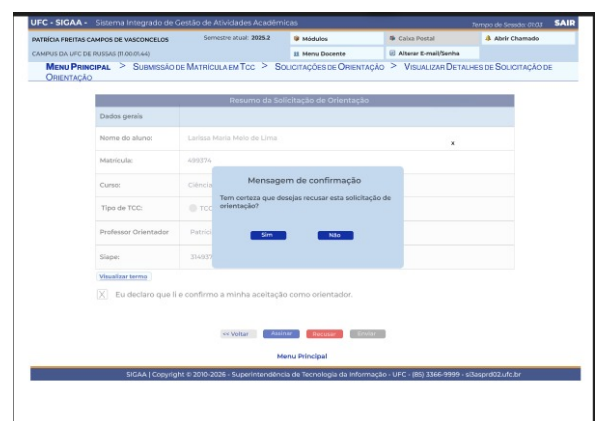 UFC - SIGAA - Sistema Integrado de Gestão de Atividades Acadêmicas
Tempo de Sessão: 01:03 SAIR
PATRÍCIA FREITAS CAMPOS DE VASCONCELOS
Semestre atual: 2025.2
Módulos
Caixa Postal
Abrir Chamado
CAMPUS DA UFC DE RUSSAS (11.00.01.44)
Menu Docente
Alterar E-mail/Senha
MENU PRINCIPAL > SUBMISSÃO DE MATRÍCULA EM TCC > SOLICITAÇÕES DE ORIENTAÇÃO > VISUALIZAR DETALHES DE SOLICITAÇÃO DE
ORIENTAÇÃO
Resumo da Solicitação de Orientação
Dados gerais
Nome do aluno: Larissa Maria Melo de Lima
x
Matrícula: 499374
Curso: Ciência
Tipo de TCC: TCC
Professor Orientador Patríci
Siape:
Mensagem de confirmação
Tem certeza que desejas recusar esta solicitação de
orientação?
Sim Não
Visualizar termo
X Eu declaro que li e confirmo a minha aceitação como orientador.
<< Voltar Assinar Recusar Enviar
Menu Principal
SIGAA | Copyright © 2010-2026 - Superintendência de Tecnologia da Informação - UFC - (85) 3366-9999 - si3asprd02.ufc.br